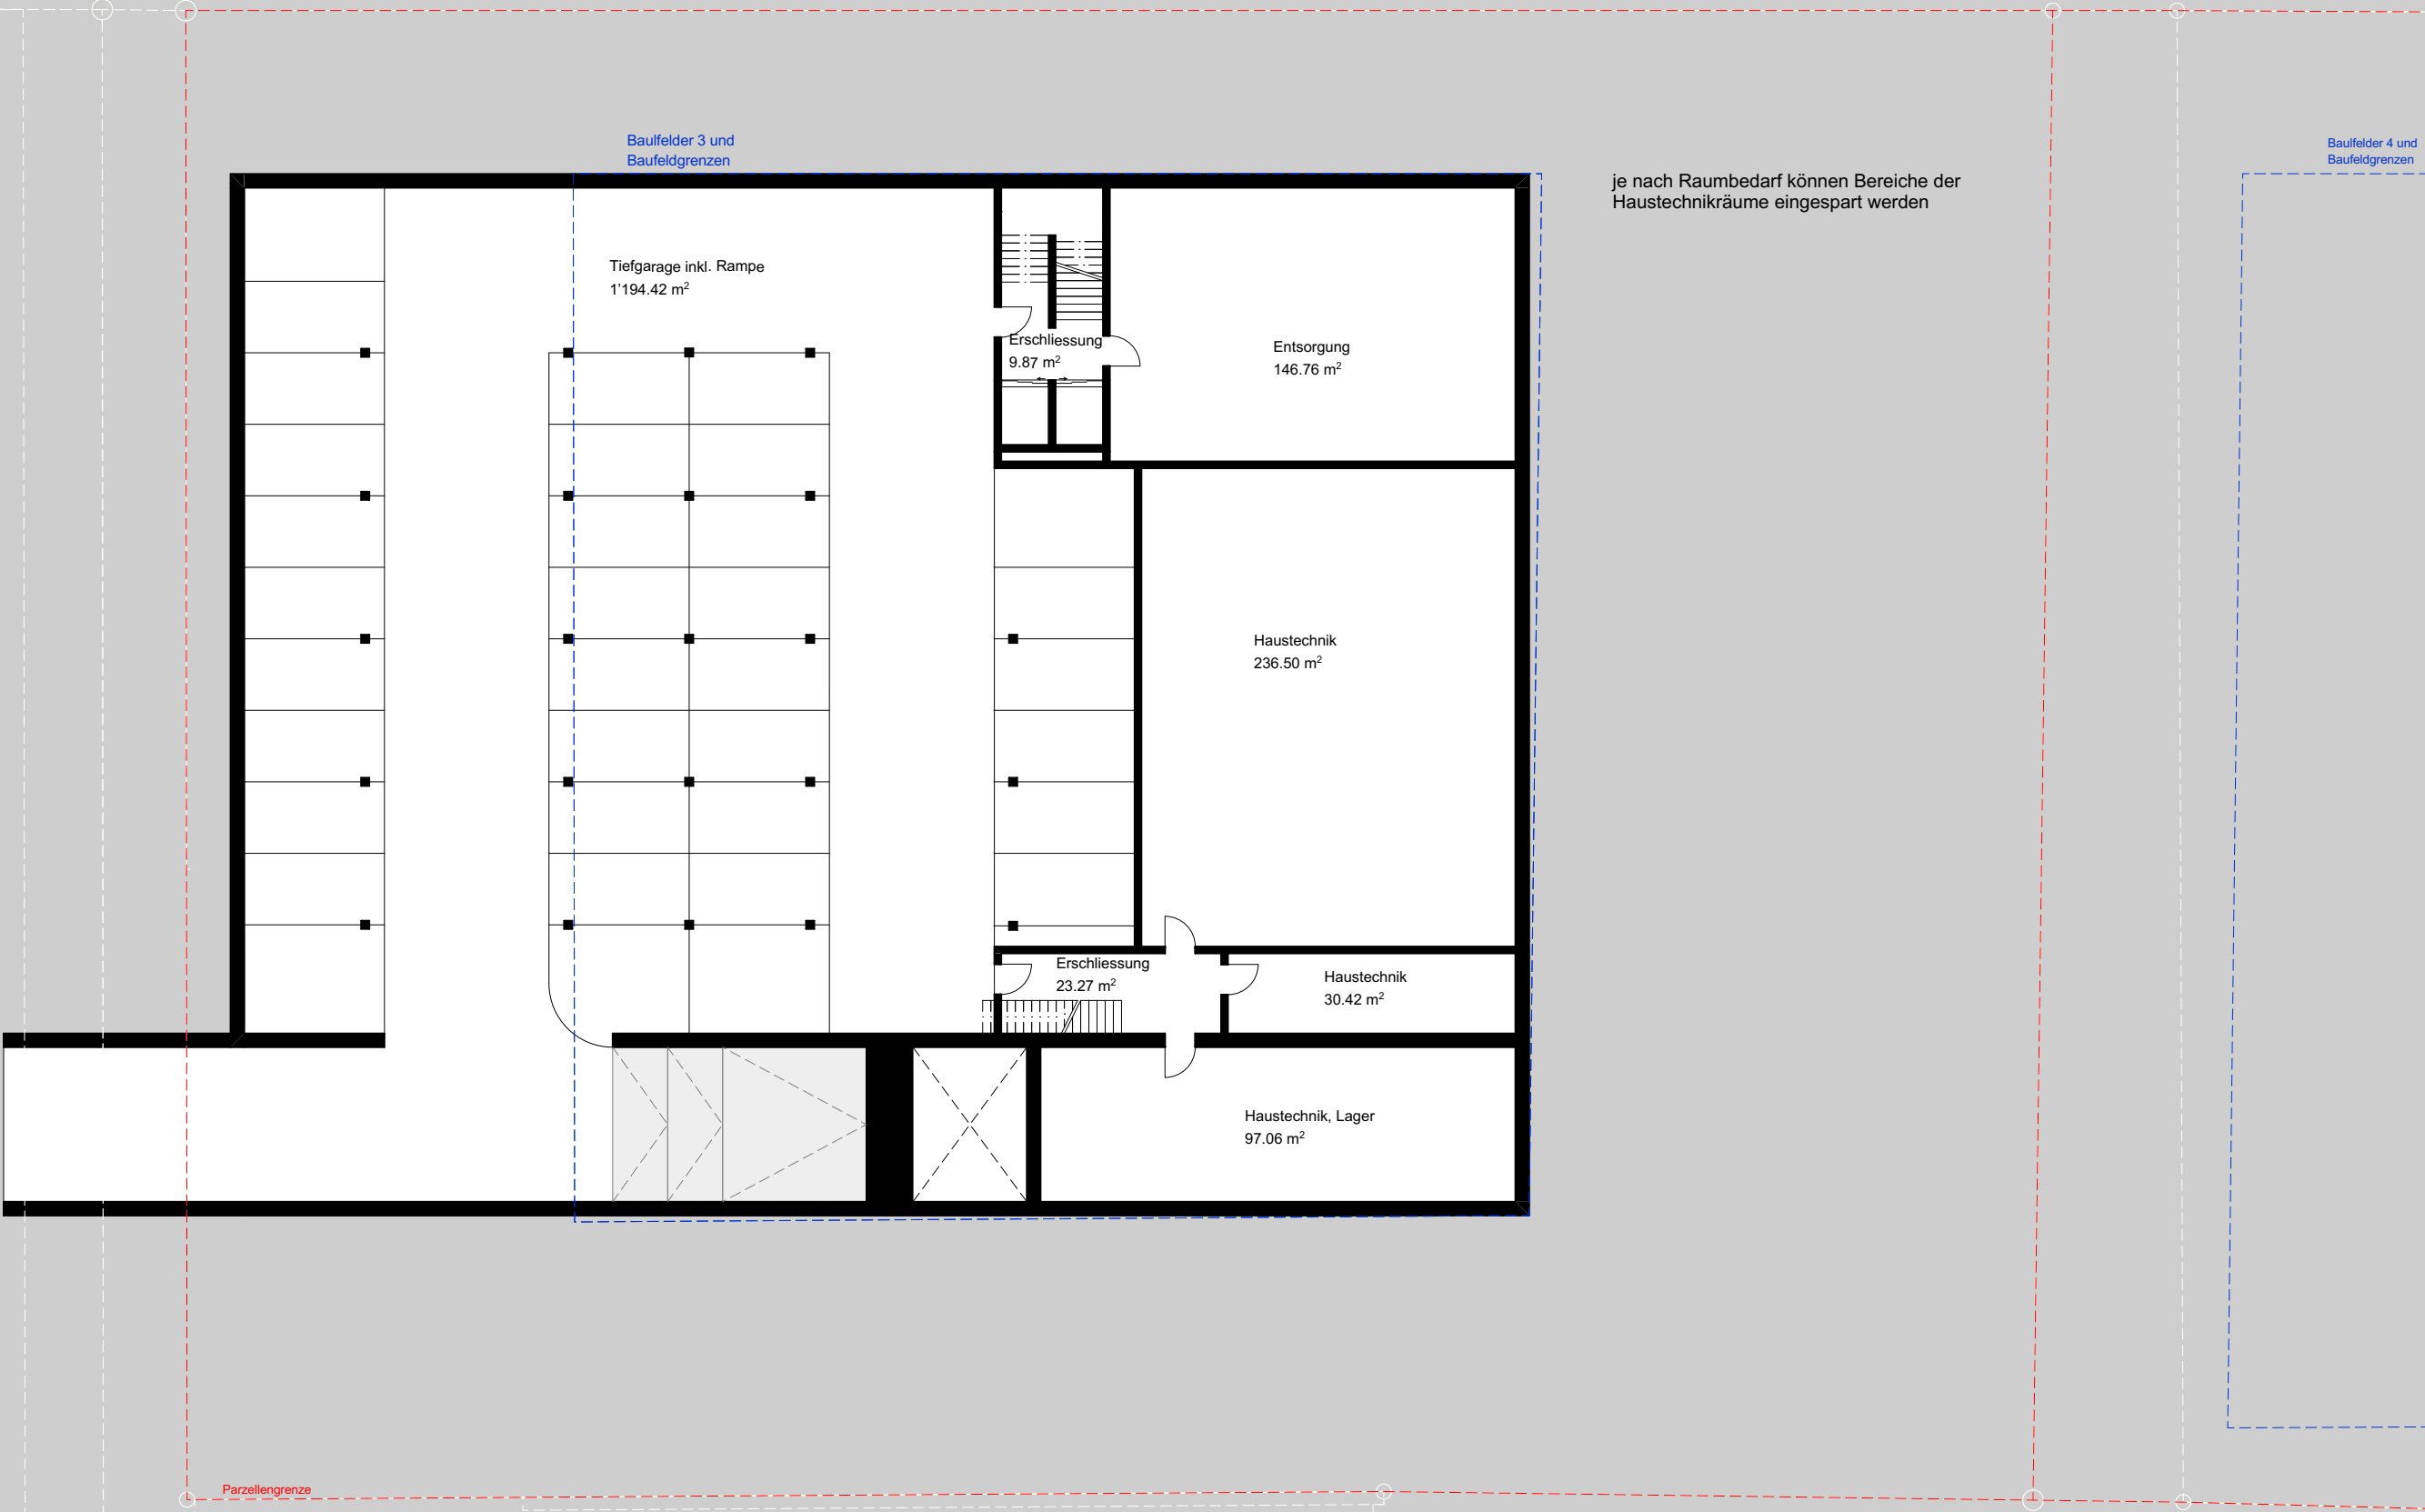 Baulfelder 3 und
Baufeldgrenzen
Baulfelder 4 und
Baufeldgrenzen
je nach Raumbedarf können Bereiche der
Haustechnikräume eingespart werden
Tiefgarage inkl. Rampe
1'194.42 m²
Erschliessung
9.87 m²
Entsorgung
146.76 m²
Haustechnik
236.50 m²
Erschliessung
23.27 m²
Haustechnik
30.42 m²
Haustechnik, Lager
97.06 m²
Parzellengrenze